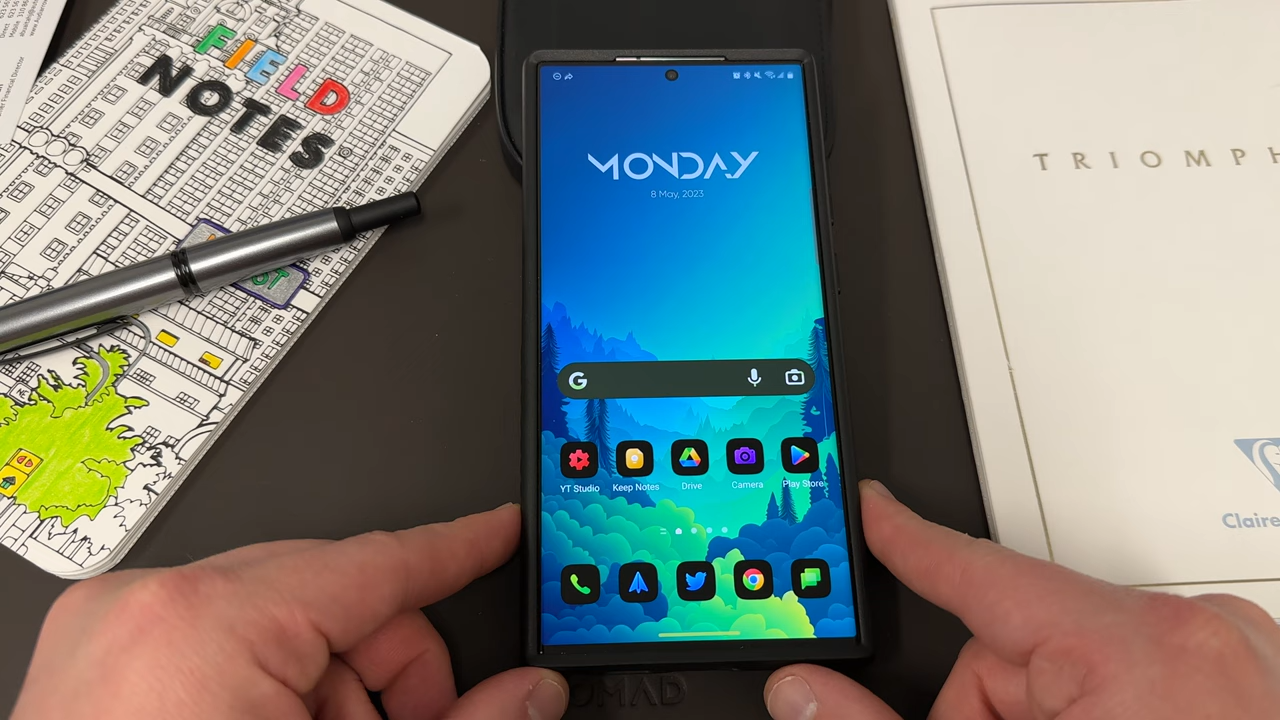 FIELD
NOTES
MONDAY
8 May, 2023
G
YT Studio
Keep Notes
Drive
Camera
Play Store
TRIOMPH
Claire